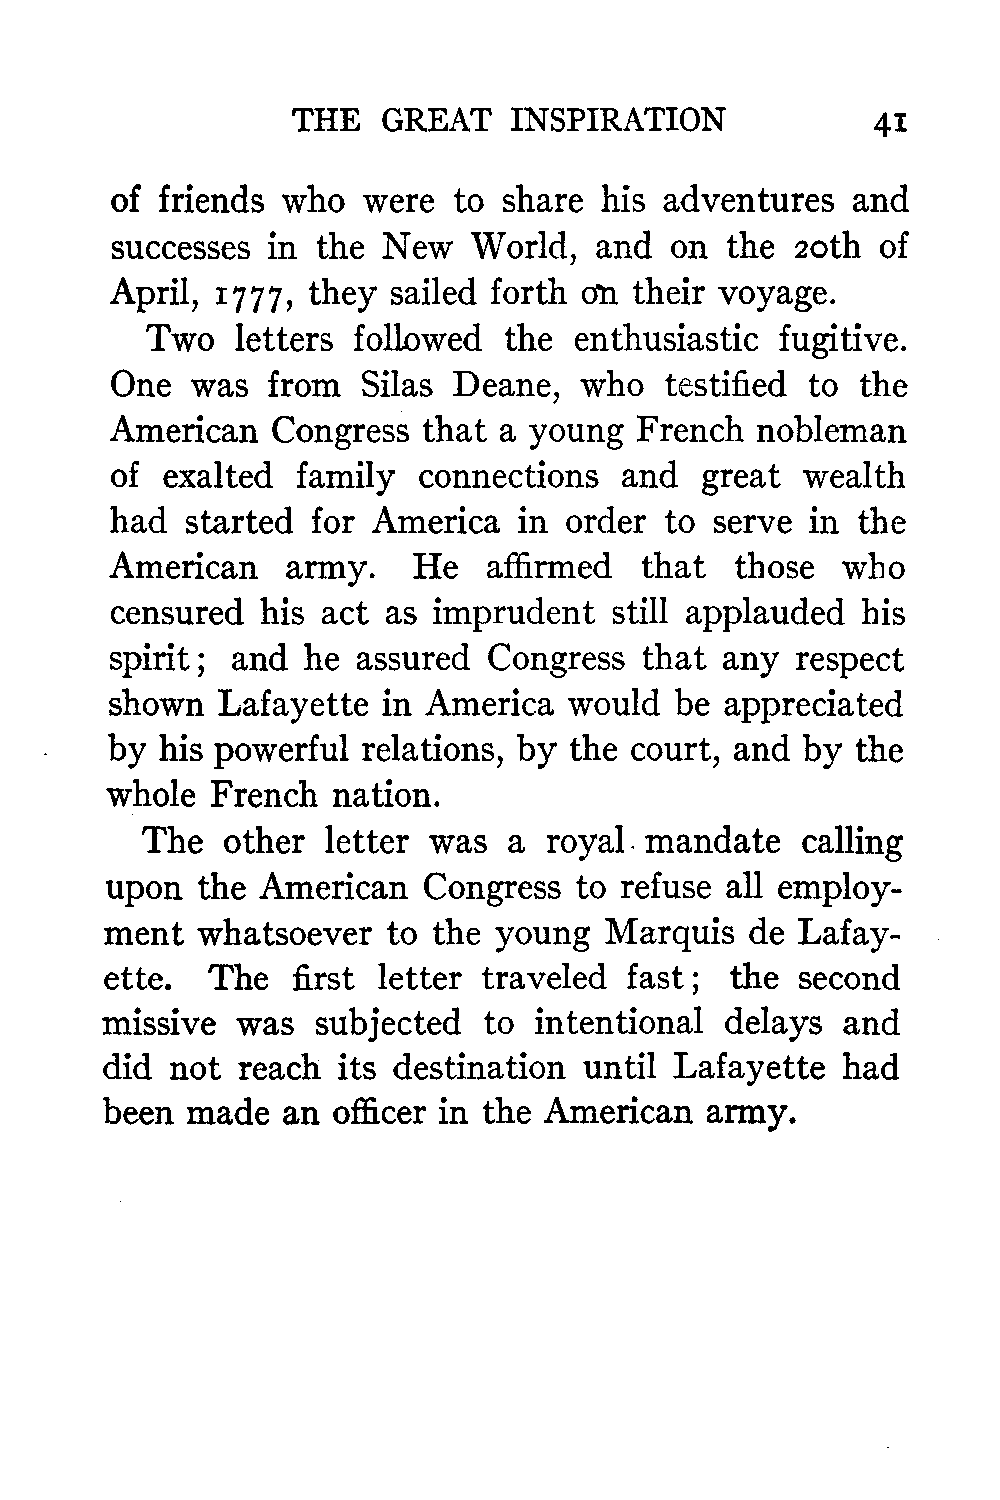 THE GREAT INSPIRATION 41
of friends who were to share his adventures and
successes in the New World, and on the 20th of
April, 1777, they sailed forth on their voyage.
Two letters followed the enthusiastic fugitive.
One was from Silas Deane, who testified to the
American Congress that a young French nobleman
of exalted family connections and great wealth
had started for America in order to serve in the
American army. He affirmed that those who
censured his act as imprudent still applauded his
spirit; and he assured Congress that any respect
shown Lafayette in America would be appreciated
by his powerful relations, by the court, and by the
whole French nation.
The other letter was a royal mandate calling
upon the American Congress to refuse all employ-
ment whatsoever to the young Marquis de Lafay-
ette. The first letter traveled fast; the second
missive was subjected to intentional delays and
did not reach its destination until Lafayette had
been made an officer in the American army.